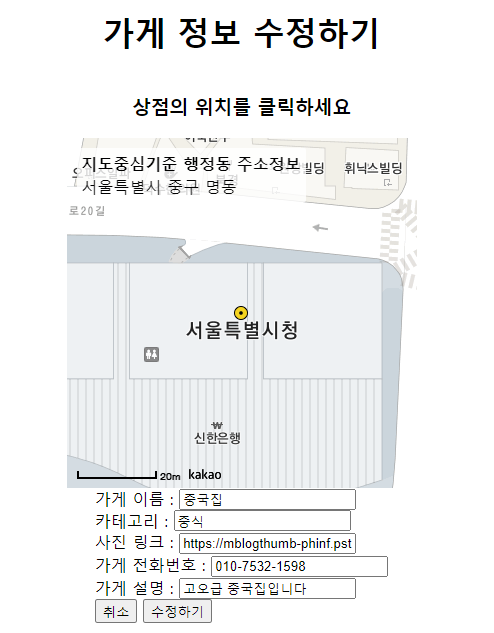 가게 정보 수정하기
상점의 위치를 클릭하세요
지도중심기준 행정동 주소정보
빌딩 휘닉스빌딩
서울특별시 중구 명동
로20길
서울특별시청
신한은행
20m kakao
가게 이름 : 중국집
카테고리 : 중식
사진 링크 : https://mblogthumb-phinf.pst
가게 전화번호 : 010-7532-1598
가게 설명 : 고오급 중국집입니다
취소 수정하기